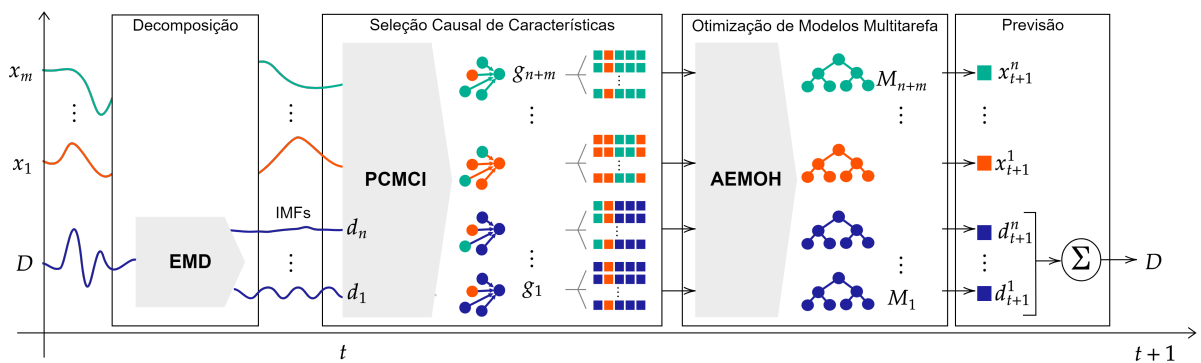 Decomposição
Seleção Causal de Características
Otimização de Modelos Multitarefa
Previsão
x_m
g_{n+m}
M_{n+m}
x^n_{t+1}
⋮ ⋮ ⋮ ⋮ ⋮
x_1
PCMCI
AEMOH
x^1_{t+1}
IMFs
d_n
d^n_{t+1}
D
EMD
⋮ ⋮ ⋮ ⋮
Σ
D
d_1
g_1
M_1
d^1_{t+1}
t
t + 1